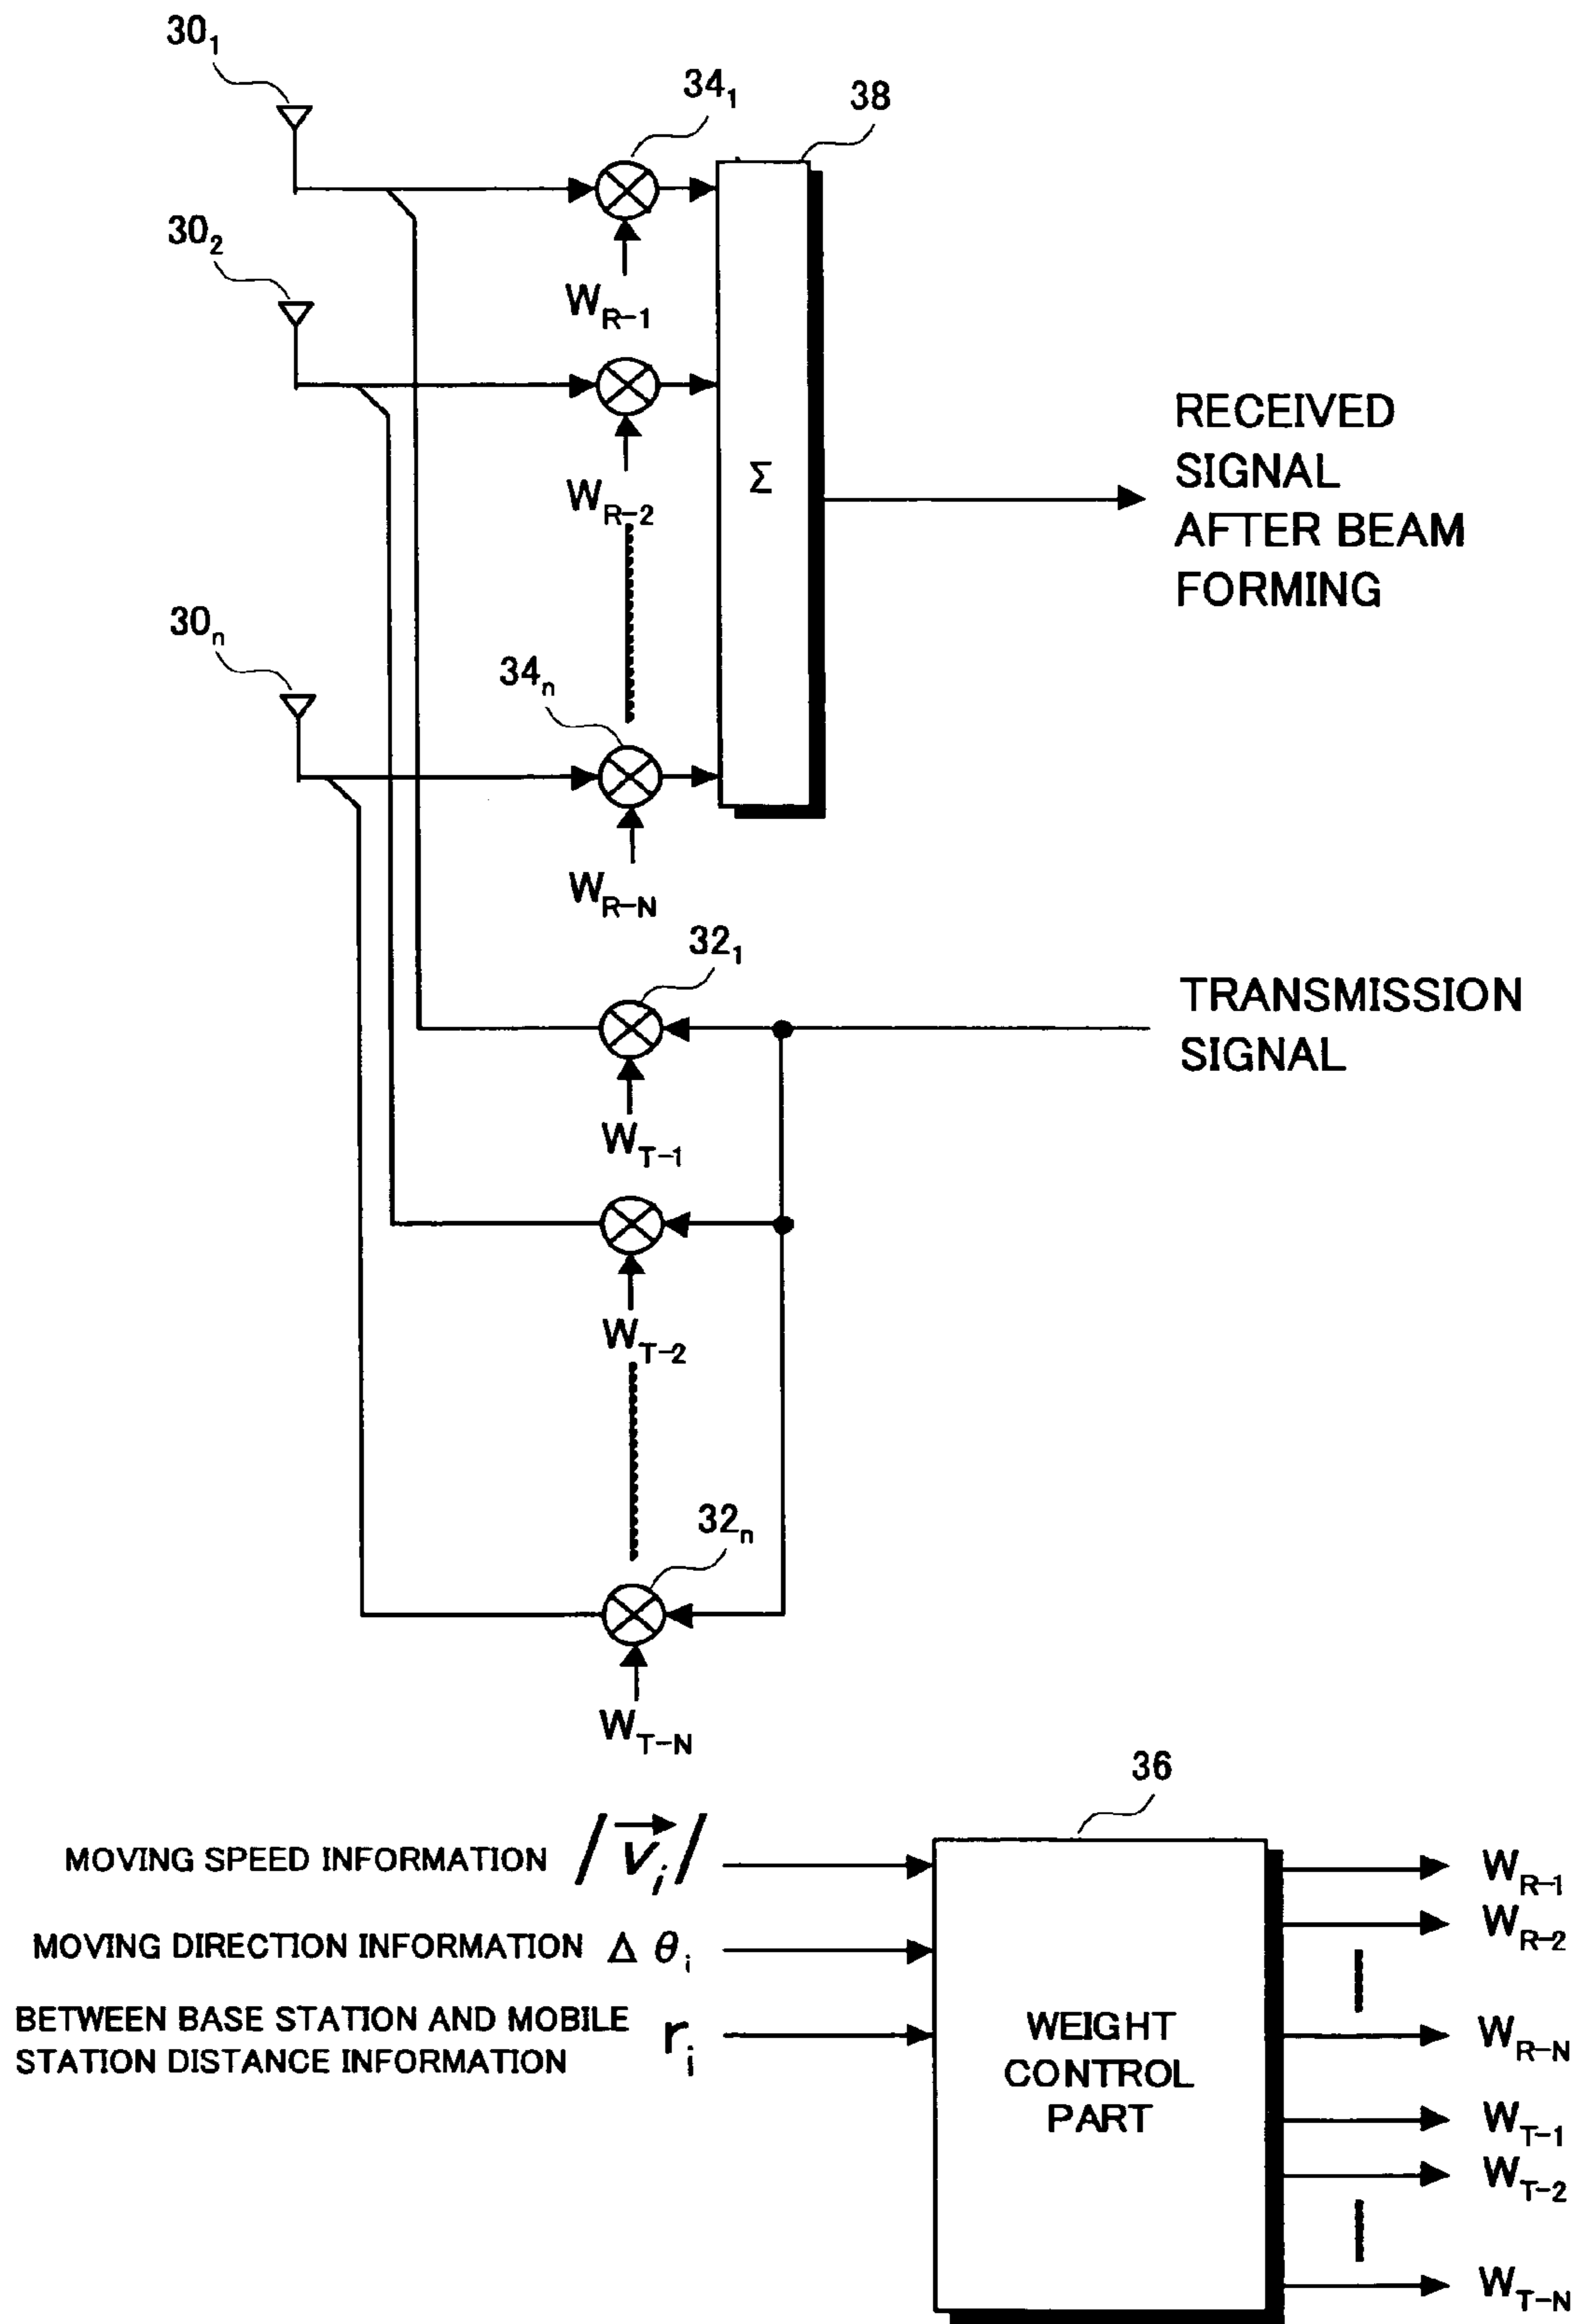 30₁
34₁
38
30₂
W_R-1
RECEIVED
SIGNAL
AFTER BEAM
FORMING
Σ
W_R-2
30ₙ
34ₙ
W_R-N
32₁
TRANSMISSION
SIGNAL
W_T-1
W_T-2
32ₙ
W_T-N
36
MOVING SPEED INFORMATION /v⃗ᵢ/
MOVING DIRECTION INFORMATION Δ θᵢ
BETWEEN BASE STATION AND MOBILE
STATION DISTANCE INFORMATION rᵢ
WEIGHT
CONTROL
PART
W_R-1
W_R-2
W_R-N
W_T-1
W_T-2
W_T-N